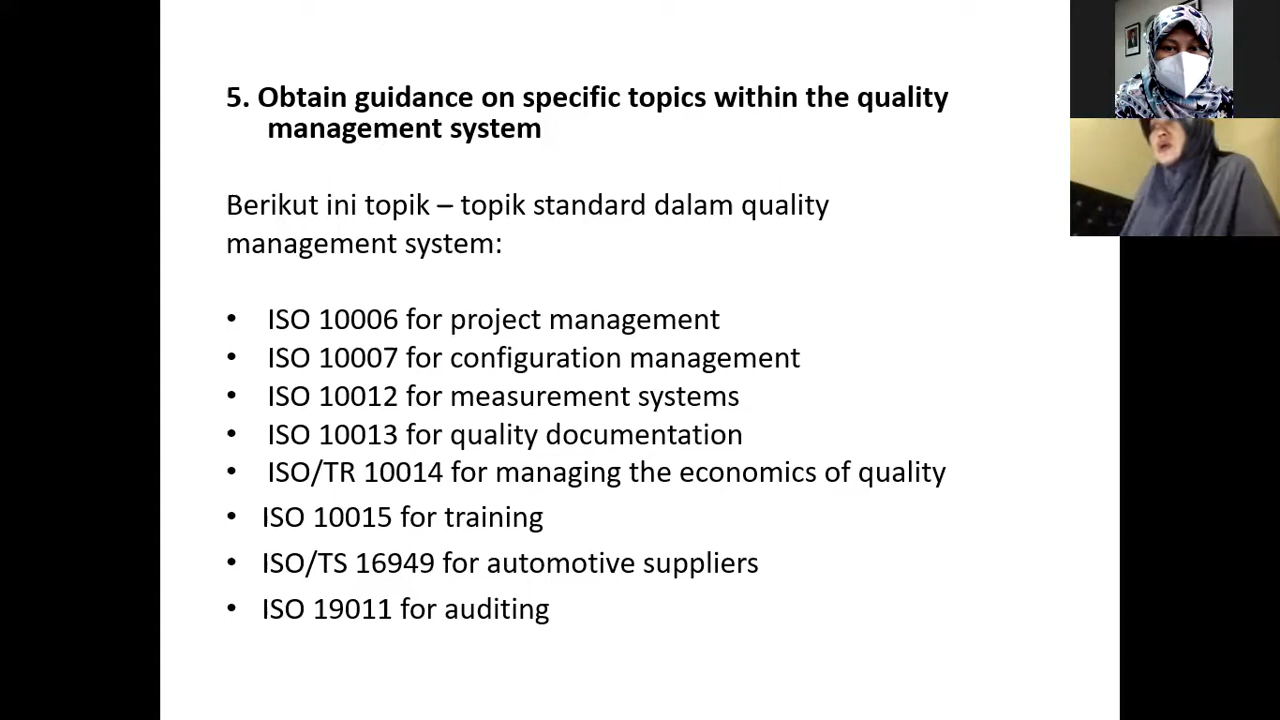 5. Obtain guidance on specific topics within the quality
management system
Berikut ini topik – topik standard dalam quality
management system:
• ISO 10006 for project management
• ISO 10007 for configuration management
• ISO 10012 for measurement systems
• ISO 10013 for quality documentation
• ISO/TR 10014 for managing the economics of quality
• ISO 10015 for training
• ISO/TS 16949 for automotive suppliers
• ISO 19011 for auditing